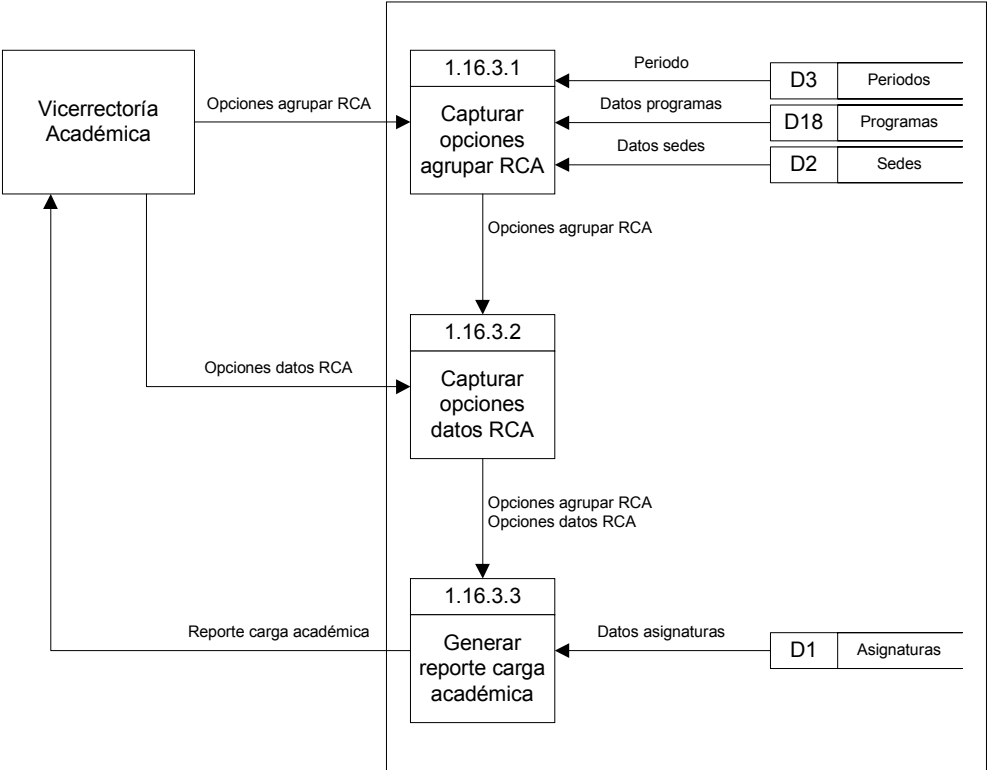 1.16.3.1
Periodo
D3
Periodos
Vicerrectoría
Académica
Opciones agrupar RCA
Capturar
opciones
agrupar RCA
Datos programas
D18
Programas
Datos sedes
D2
Sedes
Opciones agrupar RCA
1.16.3.2
Opciones datos RCA
Capturar
opciones
datos RCA
Opciones agrupar RCA
Opciones datos RCA
1.16.3.3
Reporte carga académica
Generar
reporte carga
académica
Datos asignaturas
D1
Asignaturas